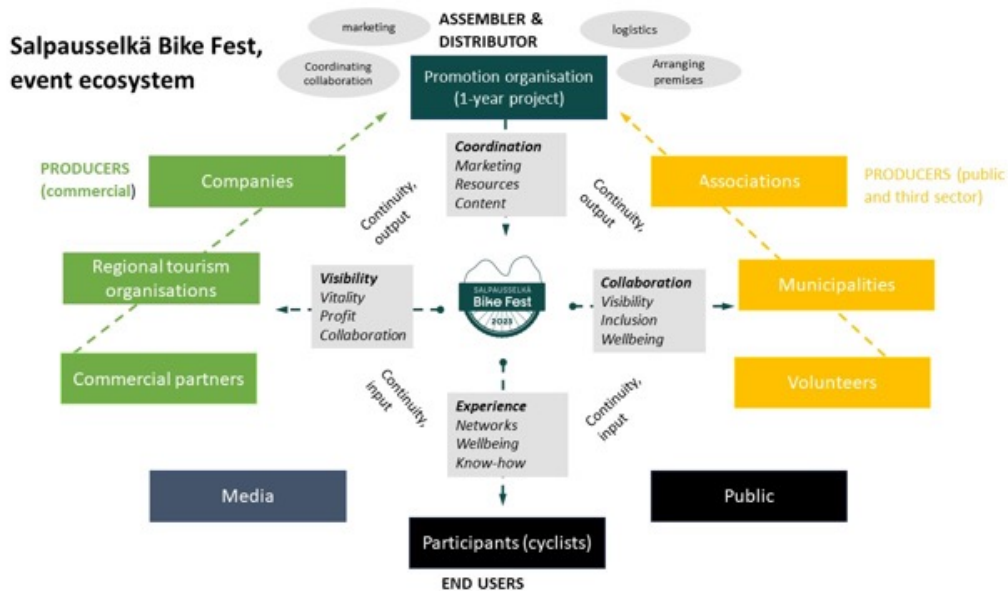 Salpausselkä Bike Fest,
event ecosystem
marketing
ASSEMBLER &
DISTRIBUTOR
logistics
Coordinating
collaboration
Promotion organisation
(1-year project)
Arranging
premises
PRODUCERS
(commercial)
Companies
Coordination
Marketing
Resources
Content
Associations
PRODUCERS (public
and third sector)
Continuity,
output
Continuity,
output
Regional tourism
organisations
Visibility
Vitality
Profit
Collaboration
SALPAUSSELKÄ
Bike Fest
2023
Collaboration
Visibility
Inclusion
Wellbeing
Municipalities
Commercial partners
Continuity,
input
Experience
Networks
Wellbeing
Know-how
Continuity,
input
Volunteers
Media
Public
Participants (cyclists)
END USERS